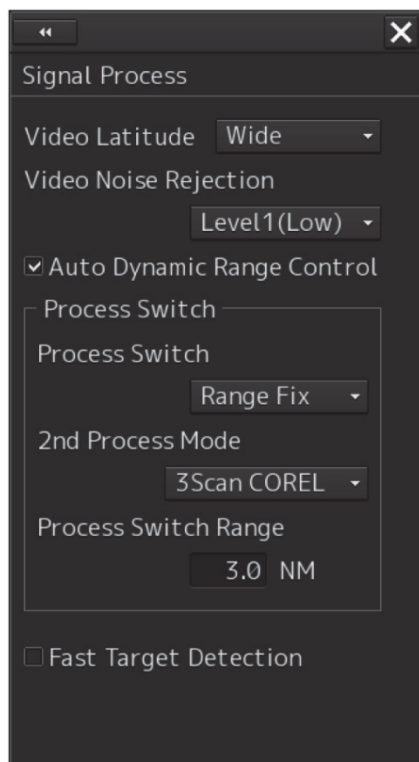 Signal Process
Video Latitude Wide
Video Noise Rejection
Level1(Low)
Auto Dynamic Range Control
Process Switch
Process Switch
Range Fix
2nd Process Mode
3Scan COREL
Process Switch Range
3.0 NM
Fast Target Detection